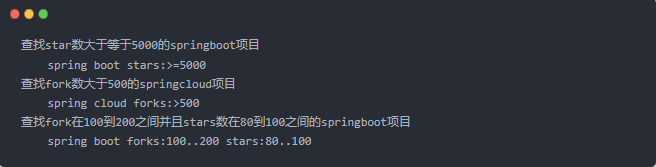 查找star数大于等于5000的springboot项目
spring boot stars:>=5000
查找fork数大于500的springcloud项目
spring cloud forks:>500
查找fork在100到200之间并且stars数在80到100之间的springboot项目
spring boot forks:100..200 stars:80..100